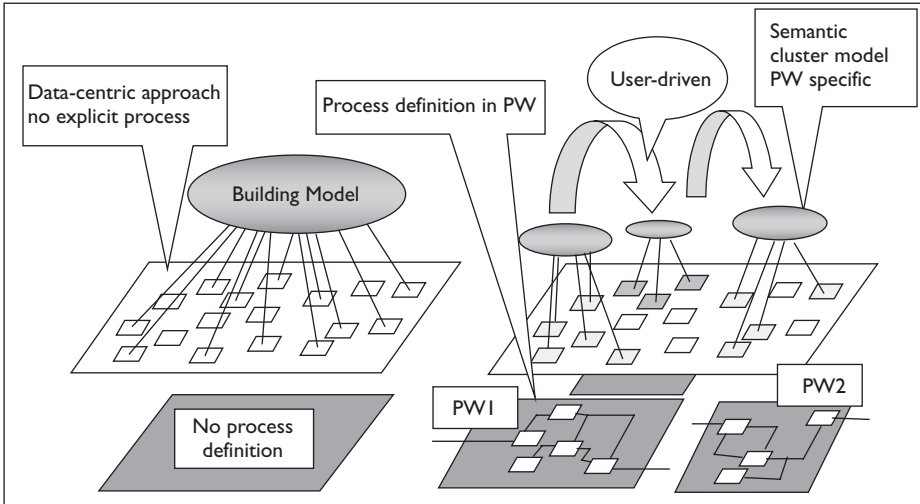 Data-centric approach
no explicit process
Building Model
No process
definition
Process definition in PW
User-driven
Semantic
cluster model
PW specific
PW1
PW2